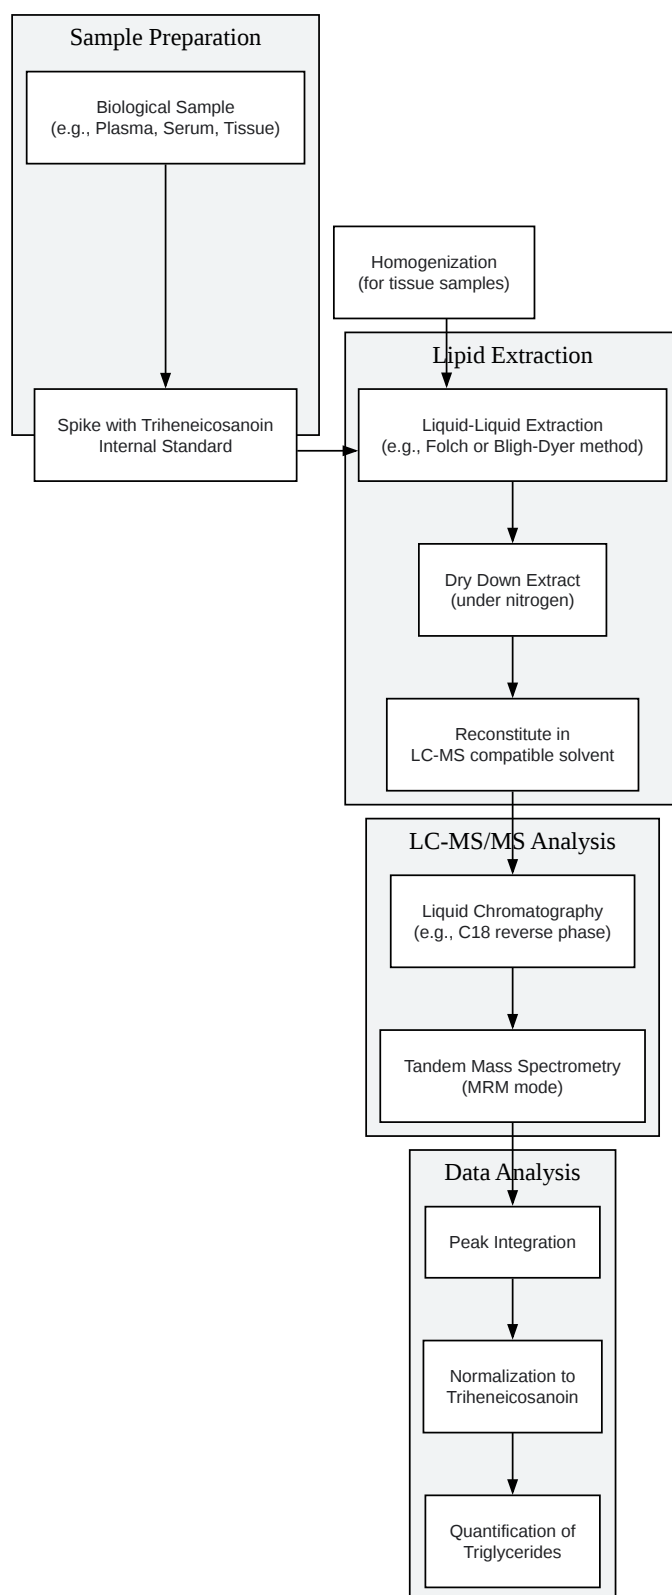 Sample Preparation
Biological Sample
(e.g., Plasma, Serum, Tissue)
Homogenization
(for tissue samples)
Lipid Extraction
Spike with Triheneicosanoin
Internal Standard
Liquid-Liquid Extraction
(e.g., Folch or Bligh-Dyer method)
Dry Down Extract
(under nitrogen)
Reconstitute in
LC-MS compatible solvent
LC-MS/MS Analysis
Liquid Chromatography
(e.g., C18 reverse phase)
Tandem Mass Spectrometry
(MRM mode)
Data Analysis
Peak Integration
Normalization to
Triheneicosanoin
Quantification of
Triglycerides